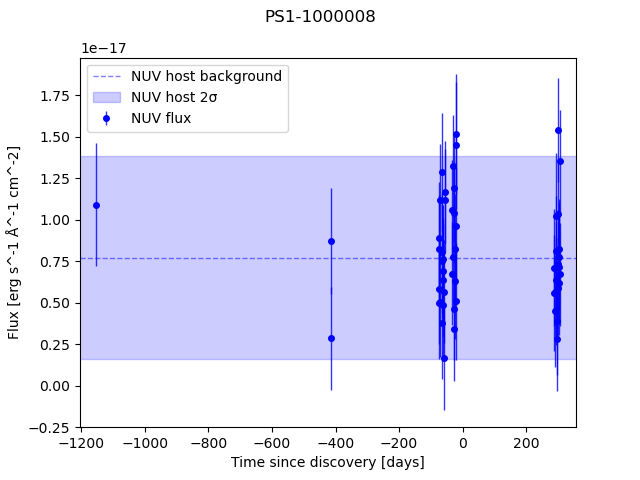 PS1-1000008
1e−17
NUV host background
NUV host 2σ
NUV flux
1.75
1.50
1.25
1.00
0.75
0.50
0.25
0.00
−0.25
Flux [erg s^-1 Å^-1 cm^-2]
−1200 −1000 −800 −600 −400 −200 0 200
Time since discovery [days]